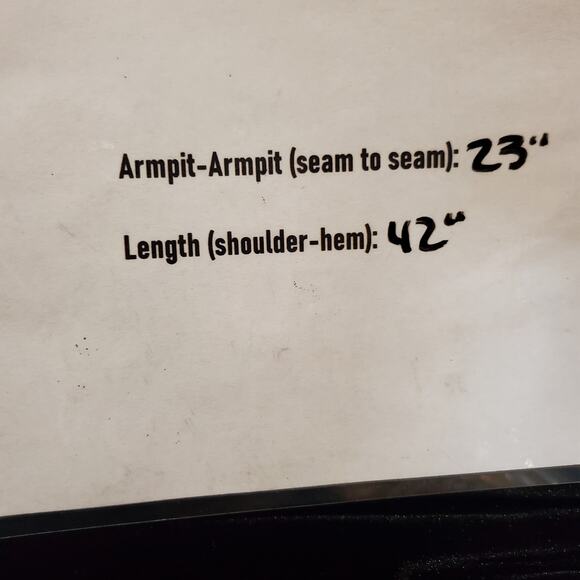 Armpit-Armpit (seam to seam): 23"
Length (shoulder-hem): 42"